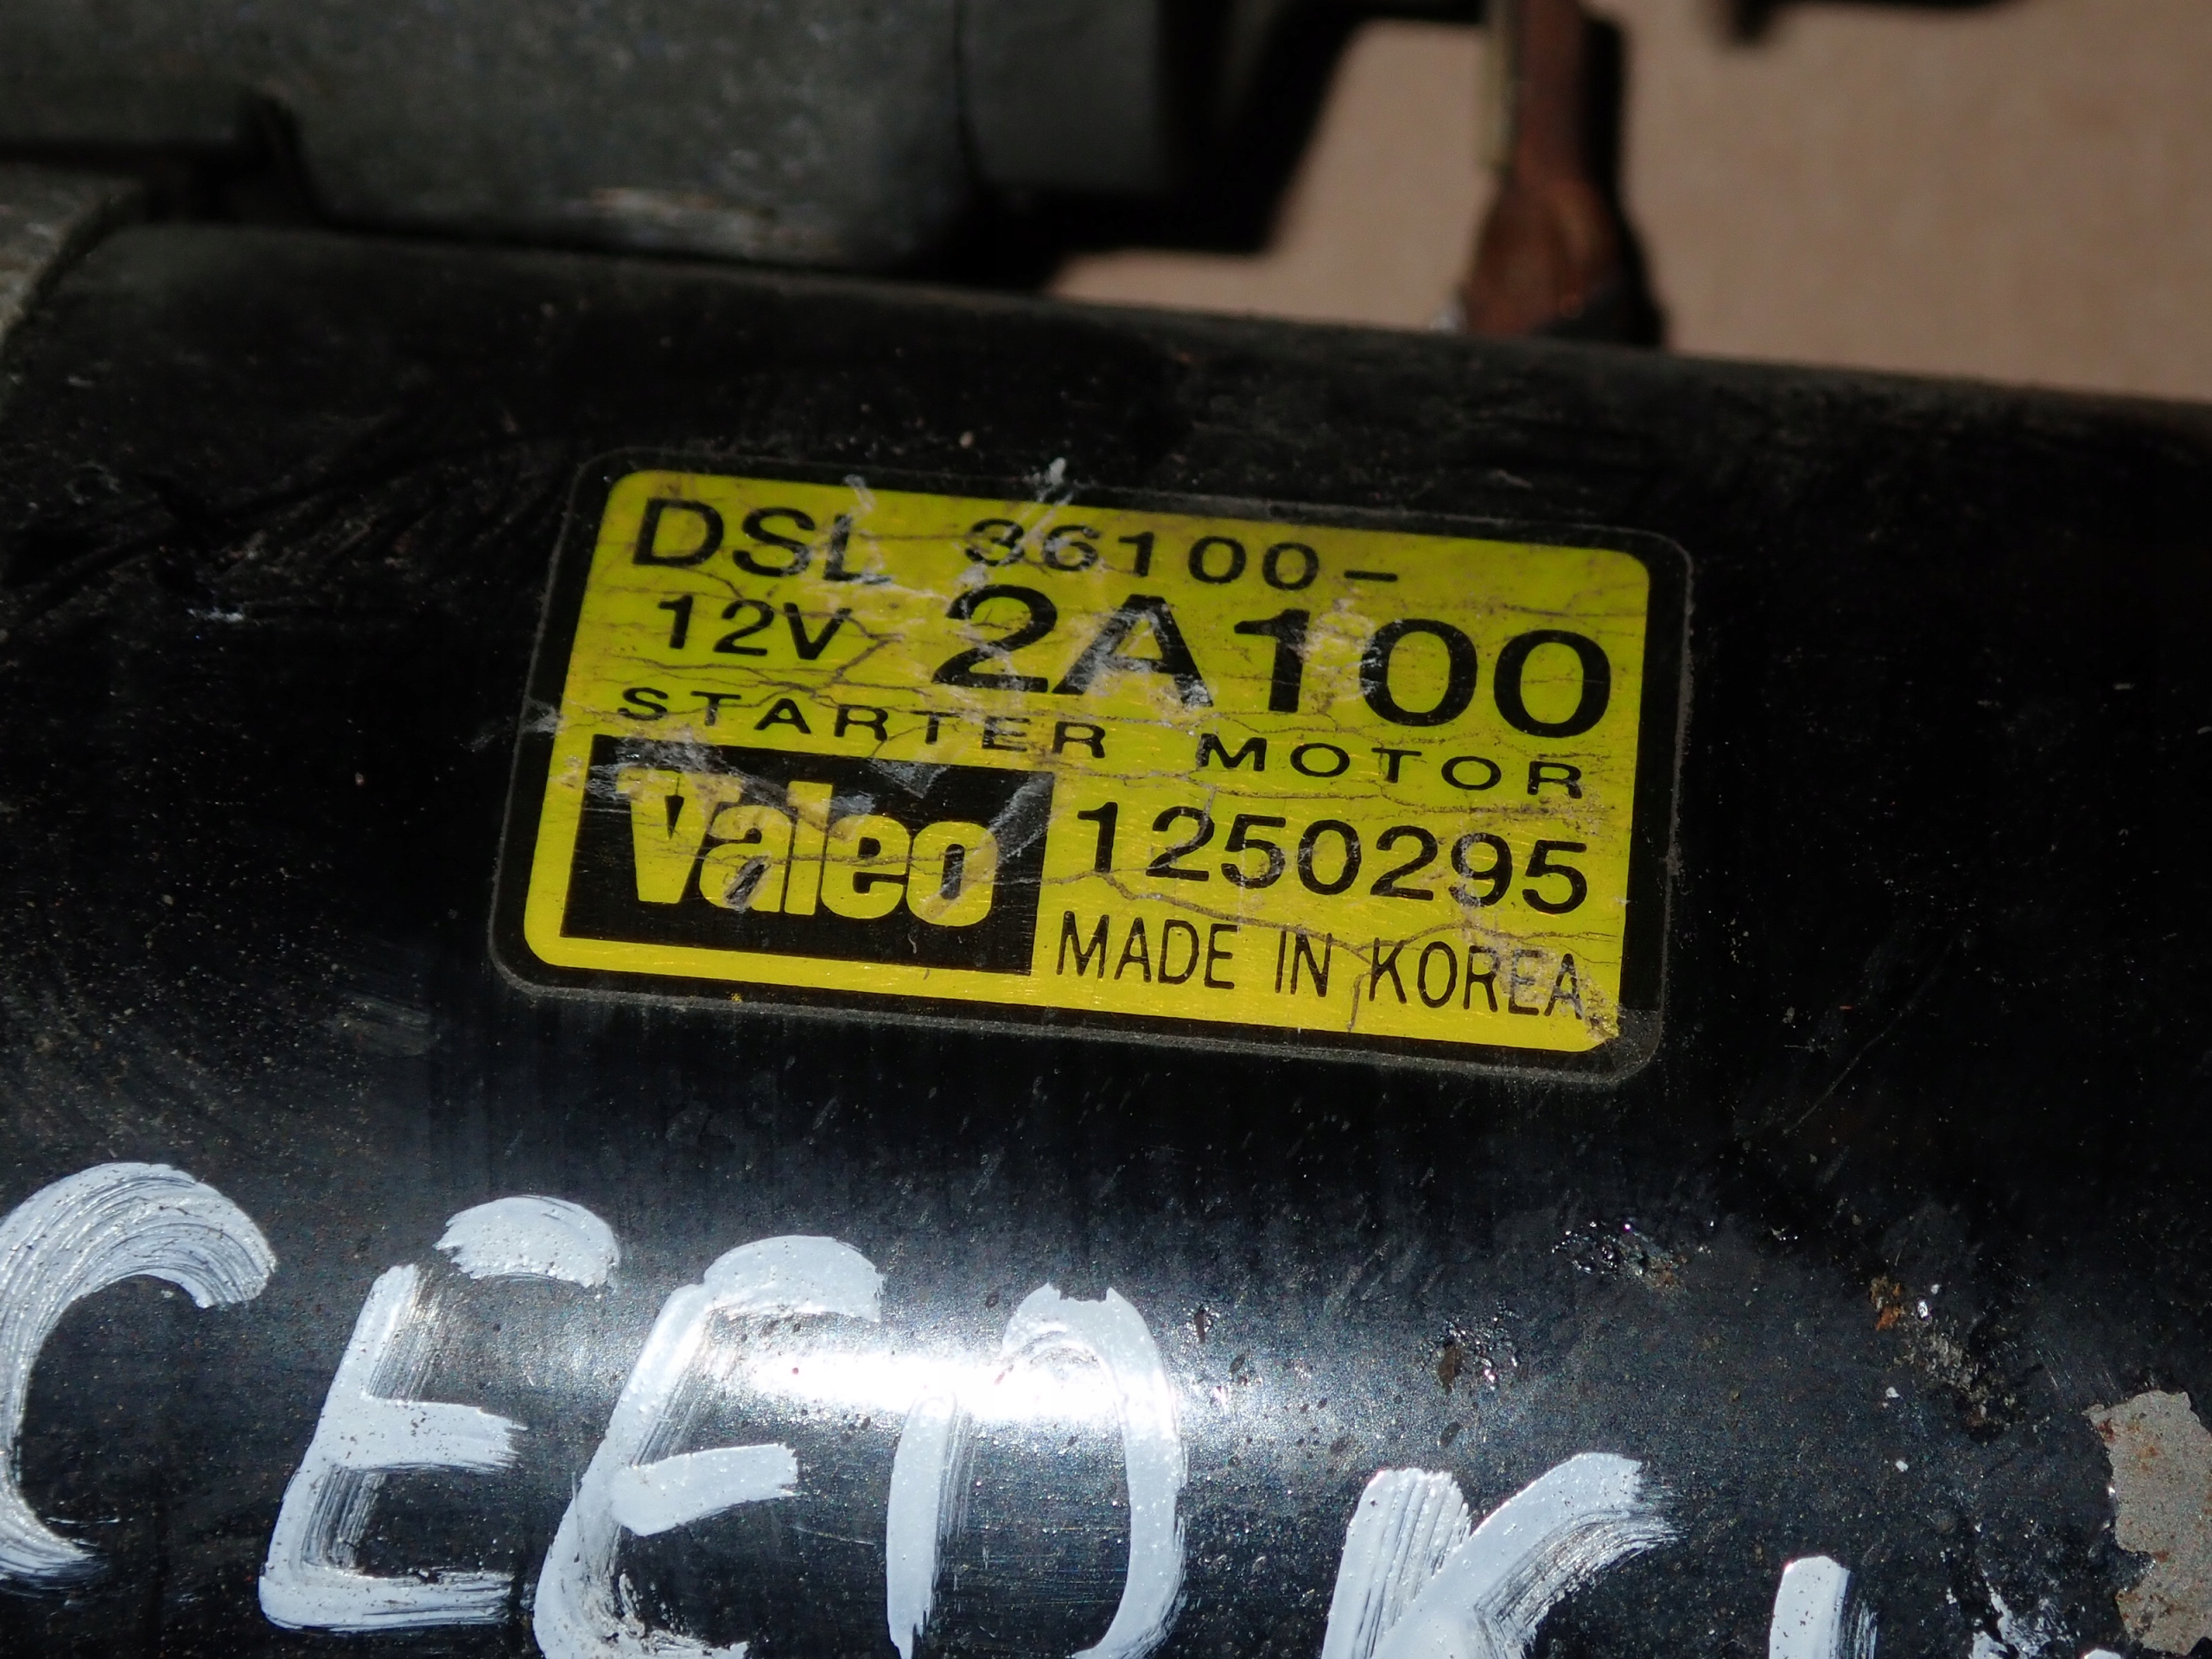 DSL 36100-
12V 2A100
STARTER MOTOR
Valeo 1250295
MADE IN KOREA
CEED